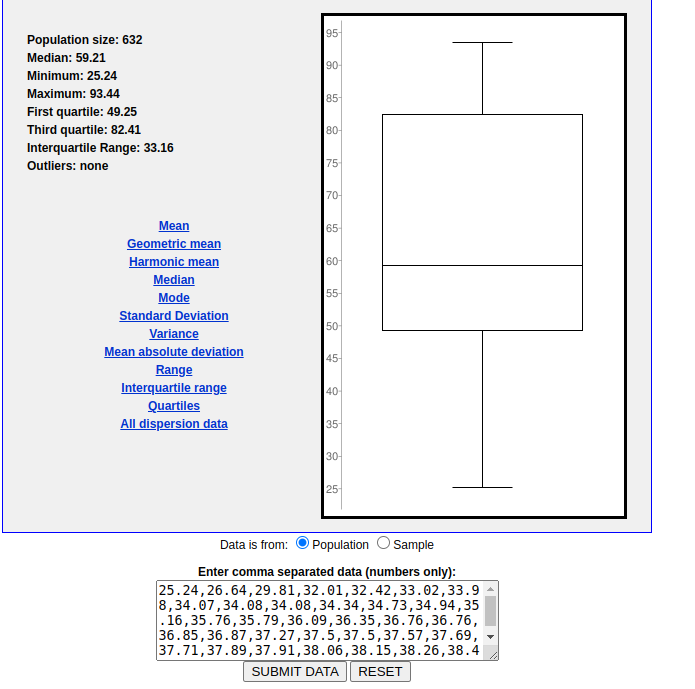 Population size: 632
Median: 59.21
Minimum: 25.24
Maximum: 93.44
First quartile: 49.25
Third quartile: 82.41
Interquartile Range: 33.16
Outliers: none
Mean
Geometric mean
Harmonic mean
Median
Mode
Standard Deviation
Variance
Mean absolute deviation
Range
Interquartile range
Quartiles
All dispersion data
95
90
85
80
75
70
65
60
55
50
45
40
35
30
25
Data is from: Population Sample
Enter comma separated data (numbers only):
25.24,26.64,29.81,32.01,32.42,33.02,33.9
8,34.07,34.08,34.08,34.34,34.73,34.94,35
.16,35.76,35.79,36.09,36.35,36.76,36.76,
36.85,36.87,37.27,37.5,37.5,37.57,37.69,
37.71,37.89,37.91,38.06,38.15,38.26,38.4
SUBMIT DATA RESET